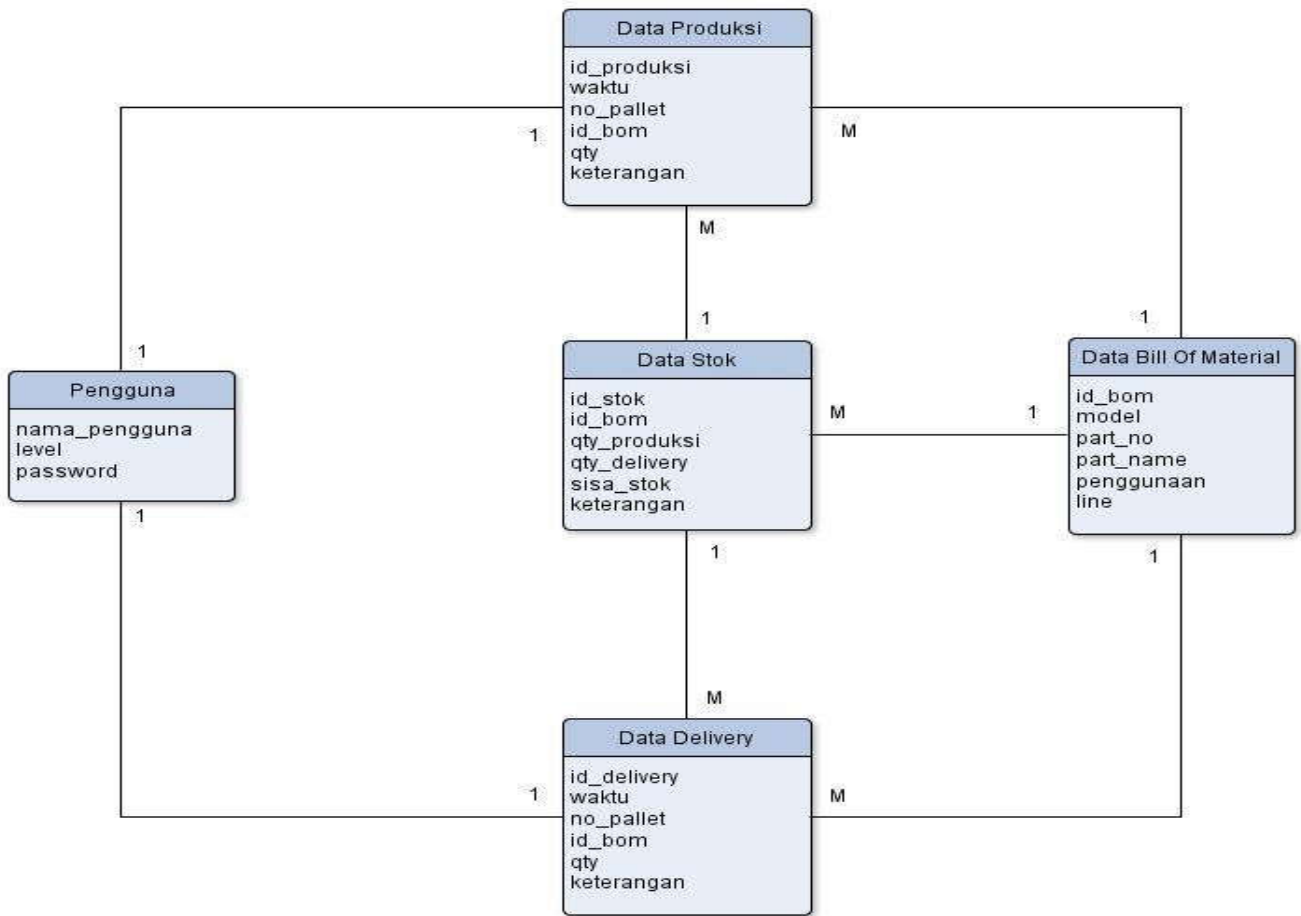 Data Produksi
id_produksi
waktu
no_pallet
id_bom
qty
keterangan
1
M
M
1
1
1
Data Stok
id_stok
id_bom
qty_produksi
qty_delivery
sisa_stok
keterangan
Data Bill Of Material
id_bom
model
part_no
part_name
penggunaan
line
Pengguna
nama_pengguna
level
password
M
1
1
1
1
M
Data Delivery
id_delivery
waktu
no_pallet
id_bom
qty
keterangan
1
M